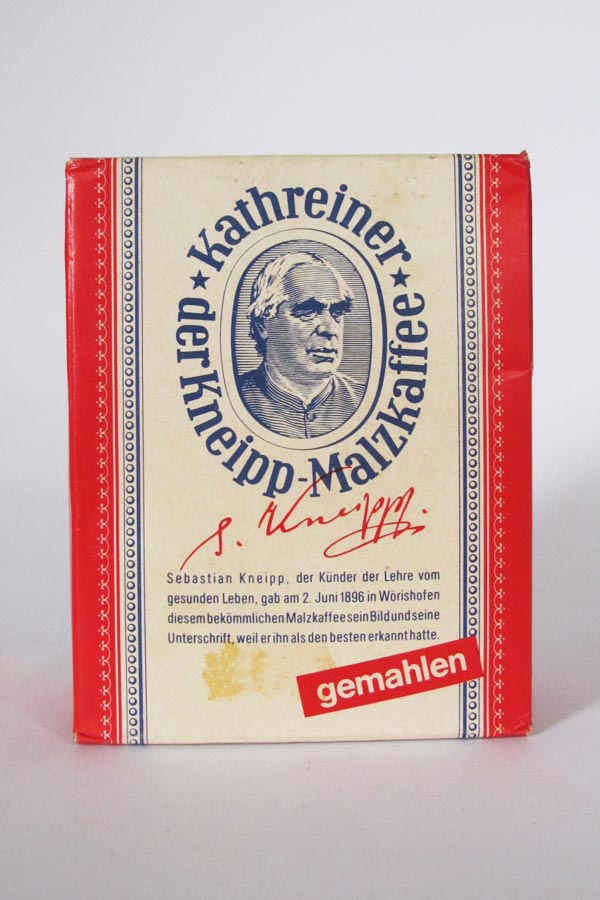 Kathreiner
der Kneipp-Malzkaffee
S. Kneipp.
Sebastian Kneipp, der Künder der Lehre vom
gesunden Leben, gab am 2. Juni 1896 in Wörishofen
diesem bekömmlichen Malzkaffee sein Bild und seine
Unterschrift, weil er ihn als den besten erkannt hatte.
gemahlen